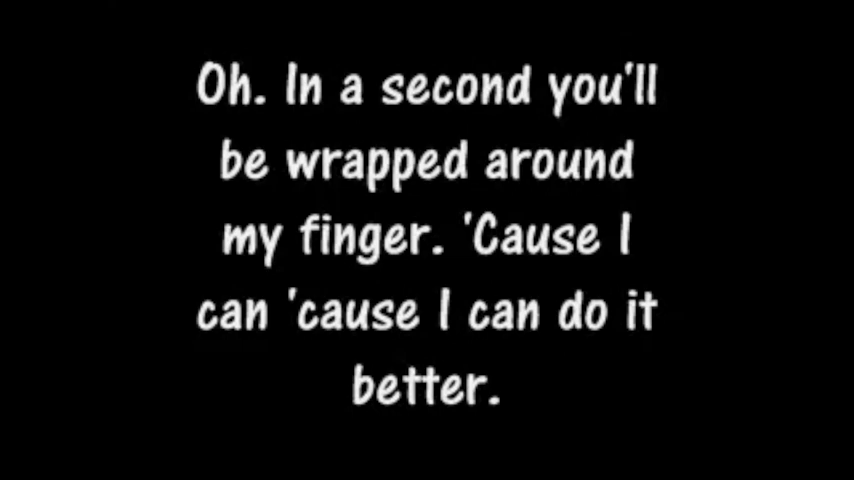 Oh. In a second you'll
be wrapped around
my finger. 'Cause I
can 'cause I can do it
better.